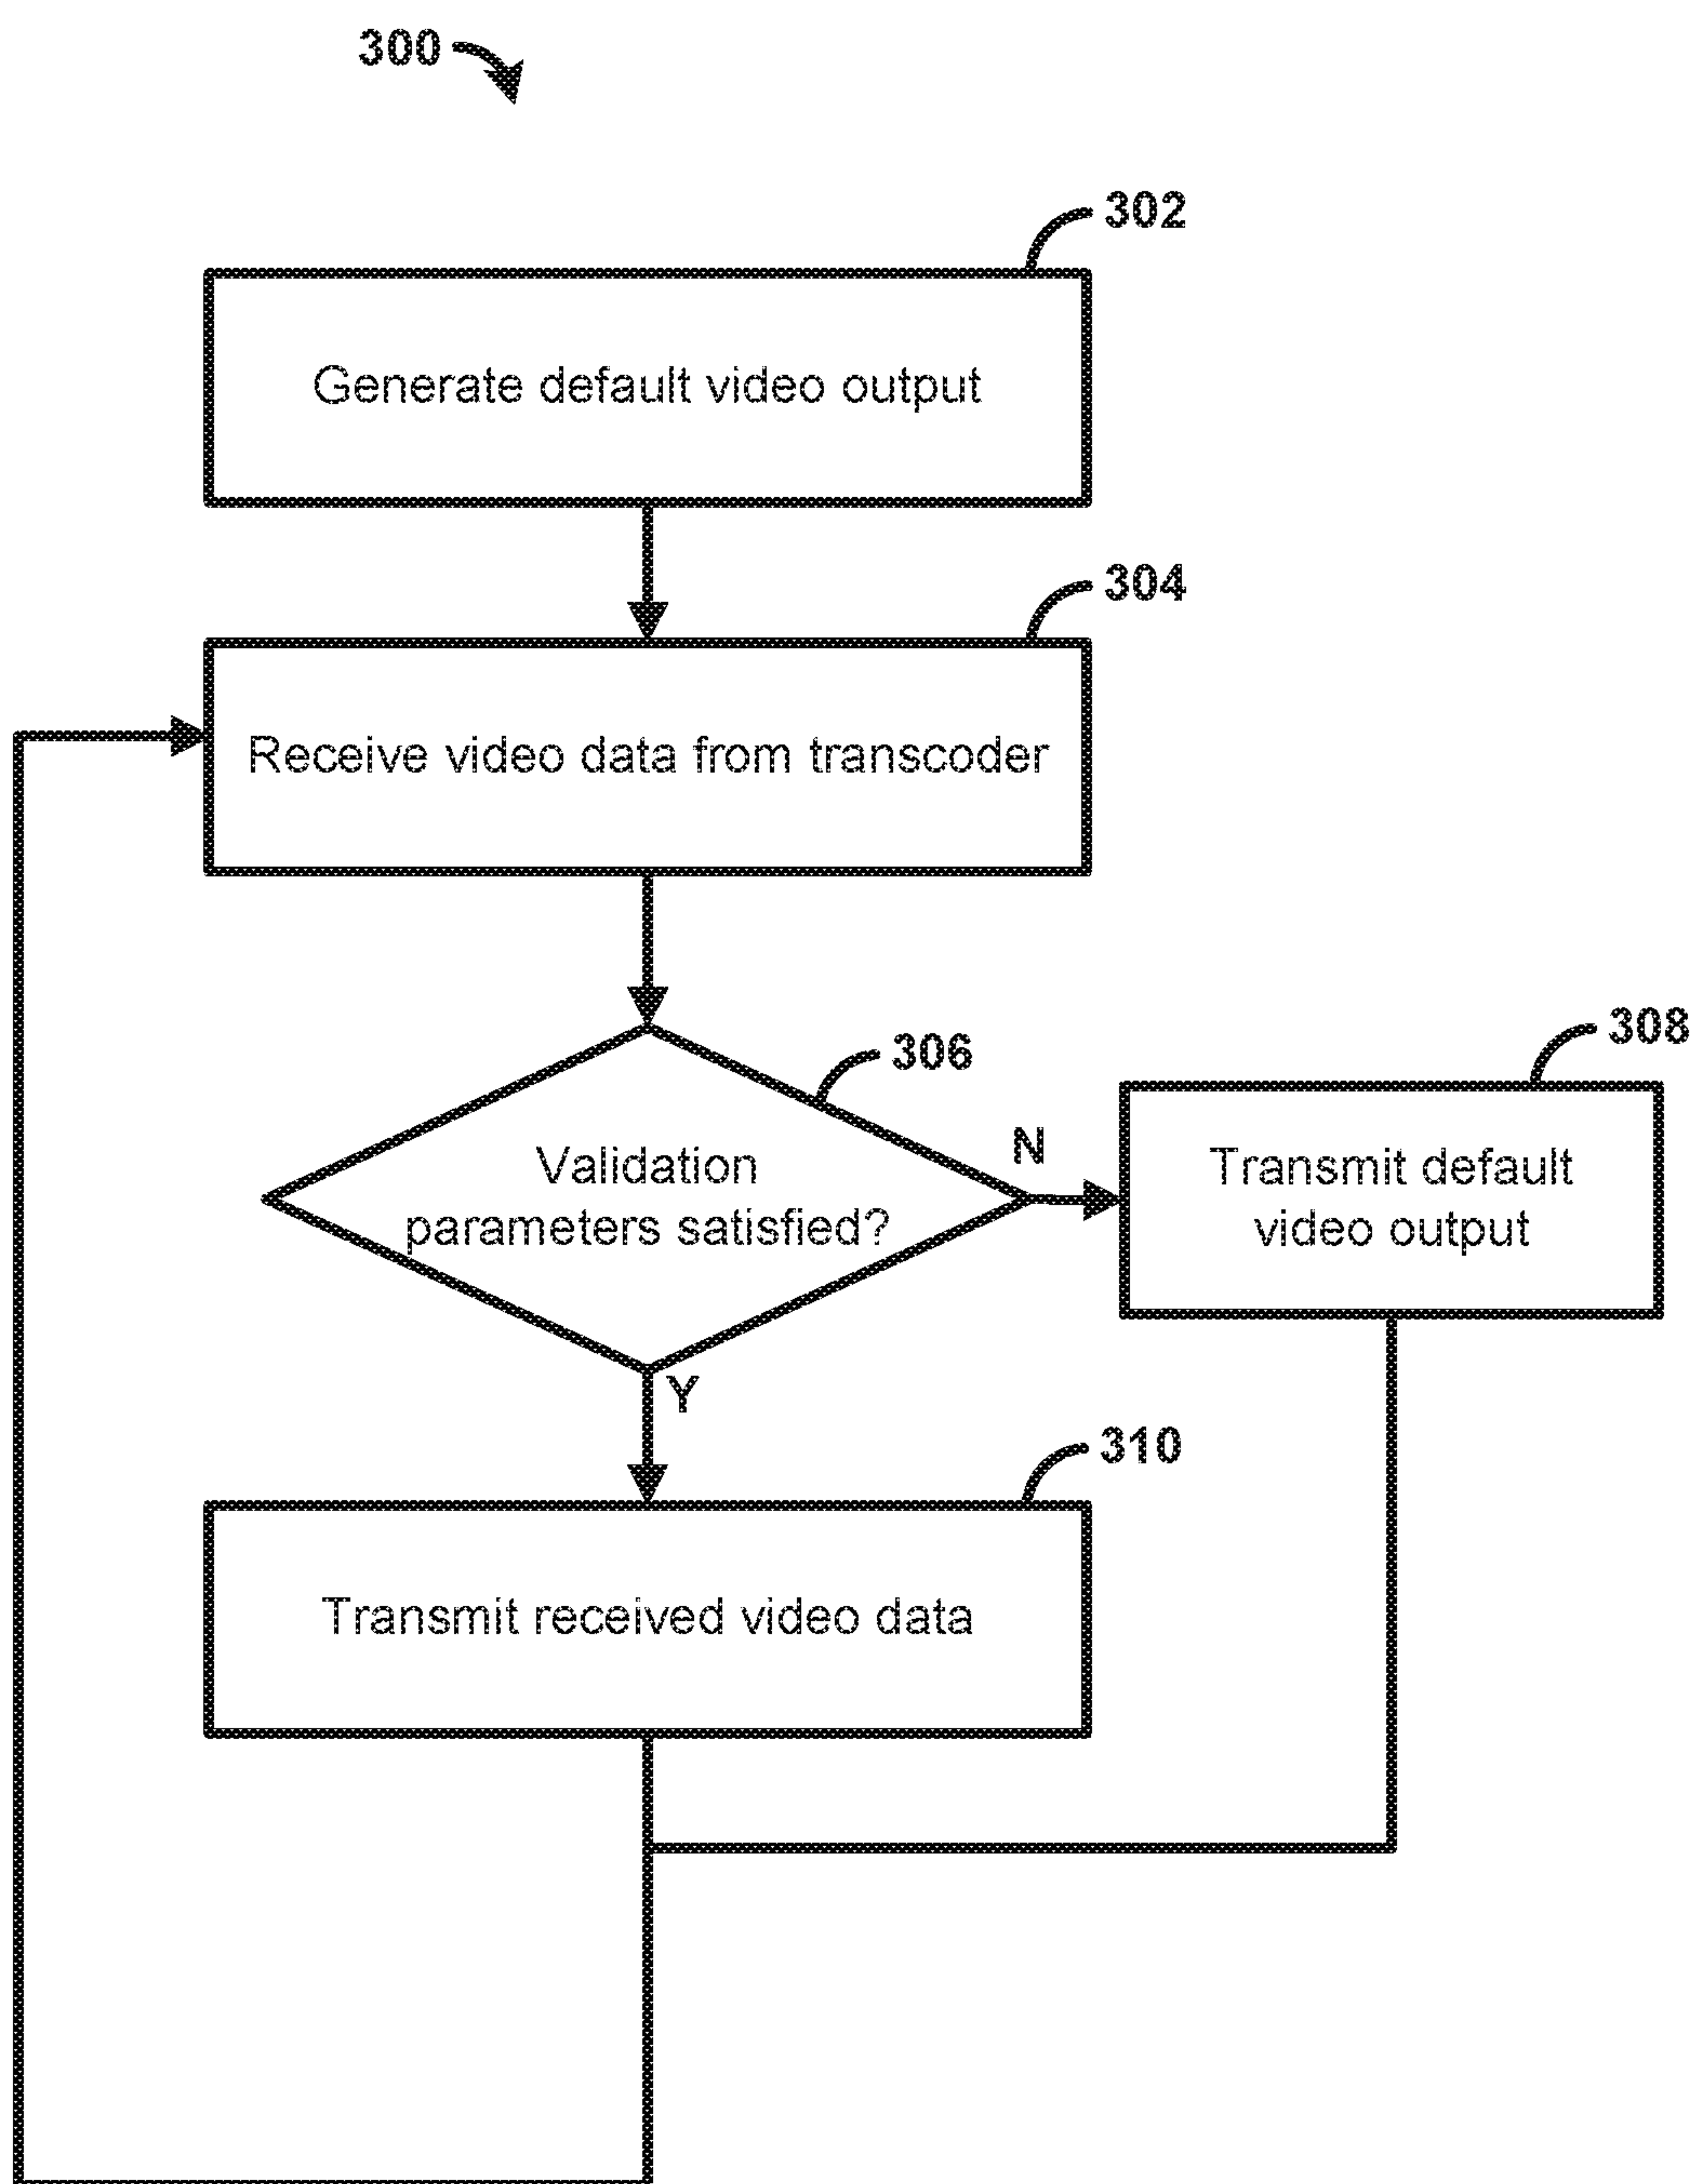 300
302
Generate default video output
304
Receive video data from transcoder
306
308
N
Validation
parameters satisfied?
Transmit default
video output
Y
310
Transmit received video data